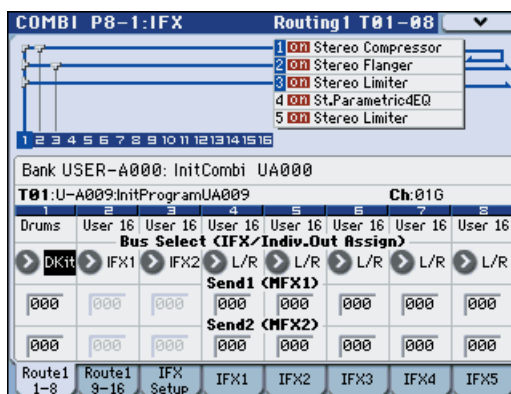 COMBI P8-1:IFX Routing1 T01-08
1 on Stereo Compressor
2 on Stereo Flanger
3 on Stereo Limiter
4 on St.Parametric4EQ
5 on Stereo Limiter
1 2 3 4 5 6 7 8 9 10 11 12 13 14 15 16
Bank USER-A000: InitCombi UA000
T01:U-A009:InitProgramUA009 Ch:01G
1 2 3 4 5 6 7 8
Drums User 16 User 16 User 16 User 16 User 16 User 16 User 16
Bus Select (IFX/Indiv.Out Assign)
DKit IFX1 IFX2 L/R L/R L/R L/R L/R
Send1 (MFX1)
000 000 000 000 000 000 000 000
Send2 (MFX2)
000 000 000 000 000 000 000 000
Route1 1-8 Route1 9-16 IFX Setup IFX1 IFX2 IFX3 IFX4 IFX5